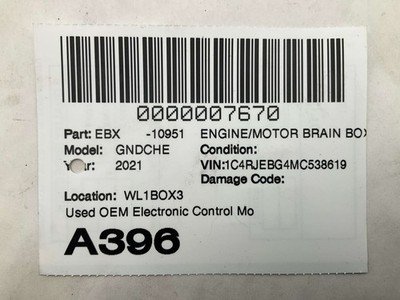 0000007670
Part: EBX -10951 ENGINE/MOTOR BRAIN BOX
Model: GNDCHE Condition:
Year: 2021 VIN:1C4RJEBG4MC538619
Damage Code:
Location: WL1BOX3
Used OEM Electronic Control Mo
A396